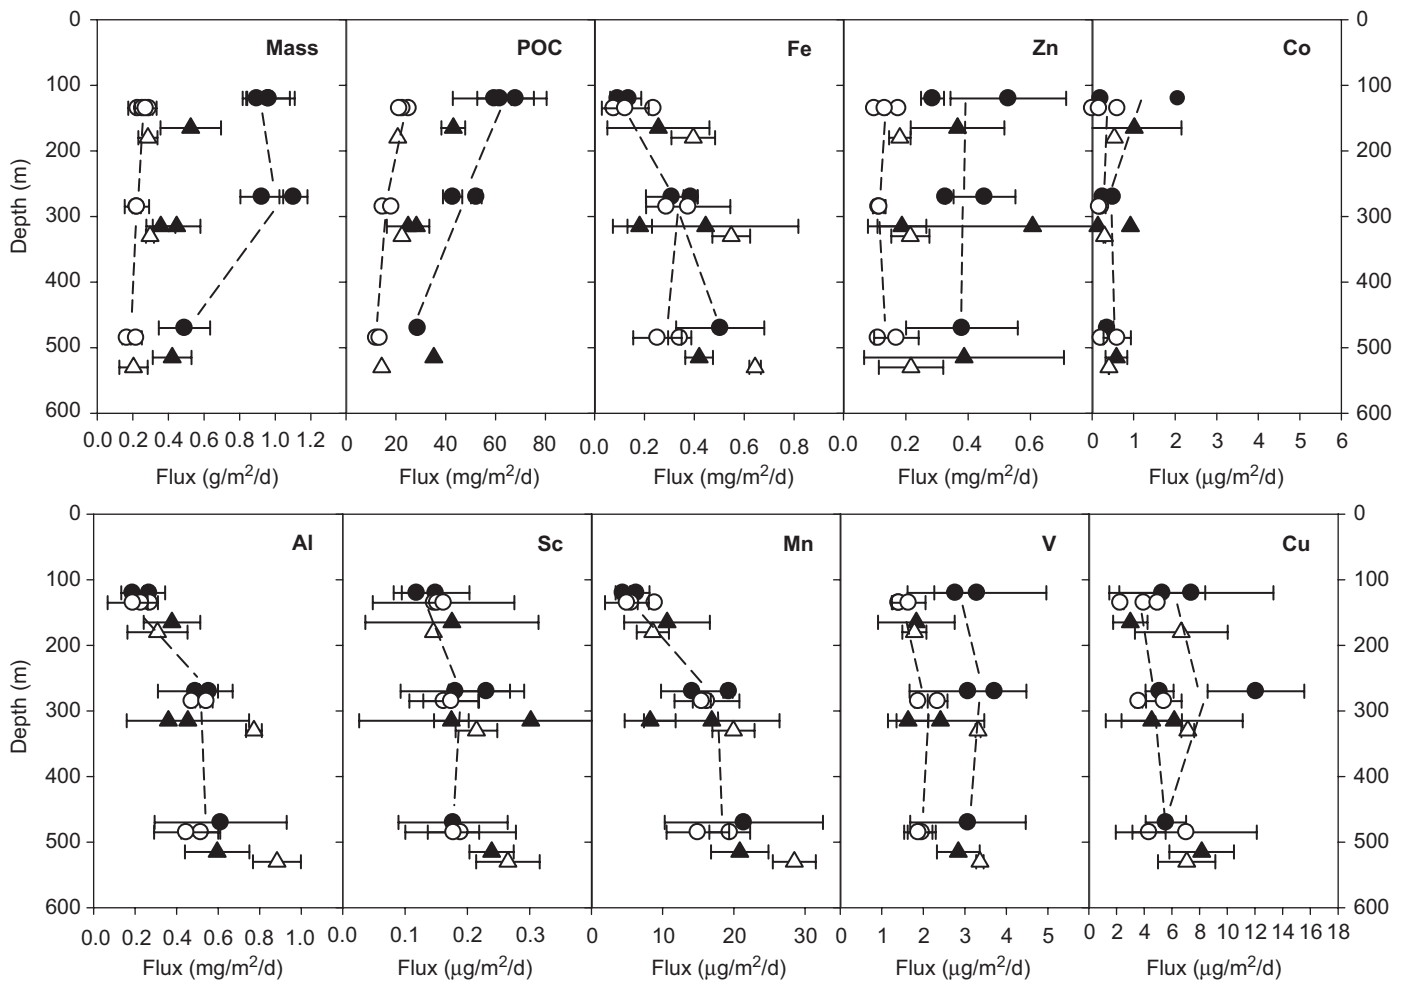 0 0
Mass POC Fe Zn Co
100 100
200 200
Depth (m)
300 300
400 400
500 500
600 600
0.0 0.2 0.4 0.6 0.8 1.0 1.2 0 20 40 60 80 0.0 0.2 0.4 0.6 0.8 0.0 0.2 0.4 0.6 0 1 2 3 4 5 6
Flux (g/m²/d) Flux (mg/m²/d) Flux (mg/m²/d) Flux (mg/m²/d) Flux (μg/m²/d)
0 0
Al Sc Mn V Cu
100 100
200 200
Depth (m)
300 300
400 400
500 500
600 600
0.0 0.2 0.4 0.6 0.8 1.0 0.0 0.1 0.2 0.3 0 10 20 30 0 1 2 3 4 5 0 2 4 6 8 10 12 14 16 18
Flux (mg/m²/d) Flux (μg/m²/d) Flux (μg/m²/d) Flux (μg/m²/d) Flux (μg/m²/d)